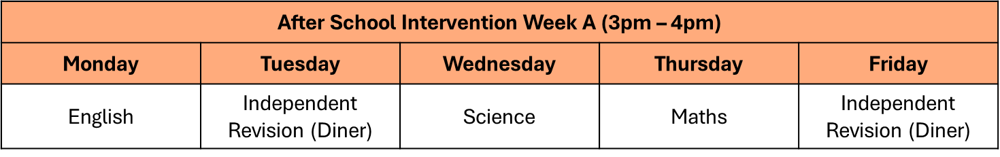 After School Intervention Week A (3pm – 4pm)
Monday Tuesday Wednesday Thursday Friday
English
Independent
Revision (Diner)
Science
Maths
Independent
Revision (Diner)